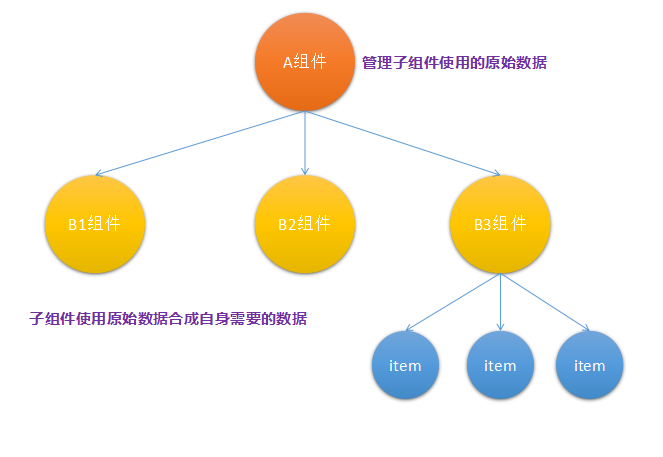 A组件
管理子组件使用的原始数据
B1组件
B2组件
B3组件
子组件使用原始数据合成自身需要的数据
item
item
item